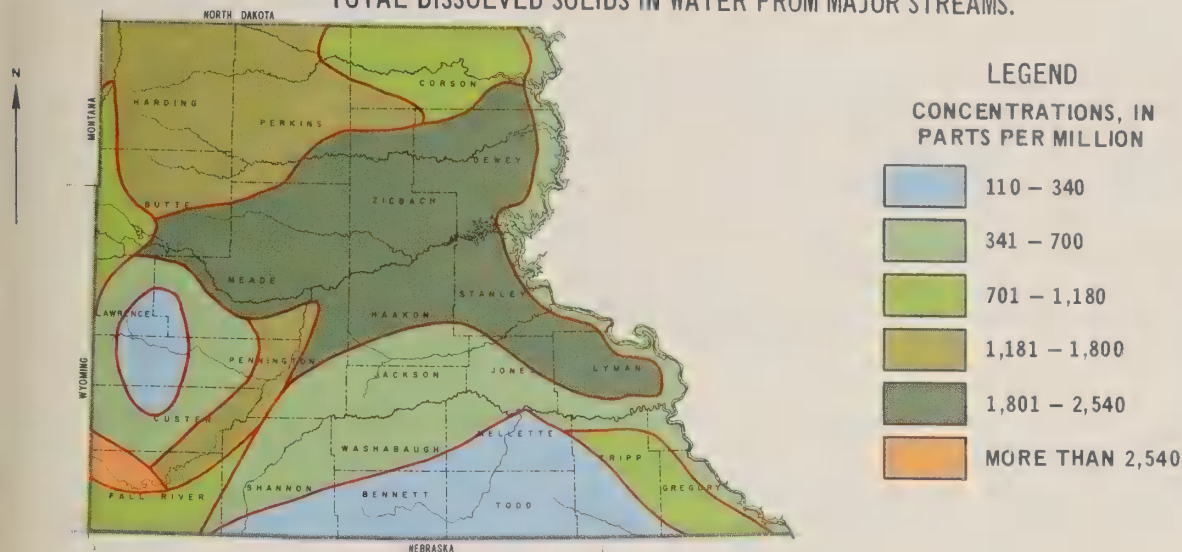 TOTAL DISSOLVED SOLIDS IN WATER FROM MAJOR STREAMS.
NORTH DAKOTA
N
MONTANA
WYOMING
NEBRASKA
CORSON
HARDING
PERKINS
DEWEY
BUTTE
ZIEBACH
MEADE
STANLEY
LAWRENCE
HAAKON
PENNINGTON
JACKSON
JONES
LYMAN
CUSTER
MELLETTE
WASHABAUGH
TRIPP
SHANNON
BENNETT
GREGORY
FALL RIVER
TODD
LEGEND
CONCENTRATIONS, IN
PARTS PER MILLION
110 – 340
341 – 700
701 – 1,180
1,181 – 1,800
1,801 – 2,540
MORE THAN 2,540